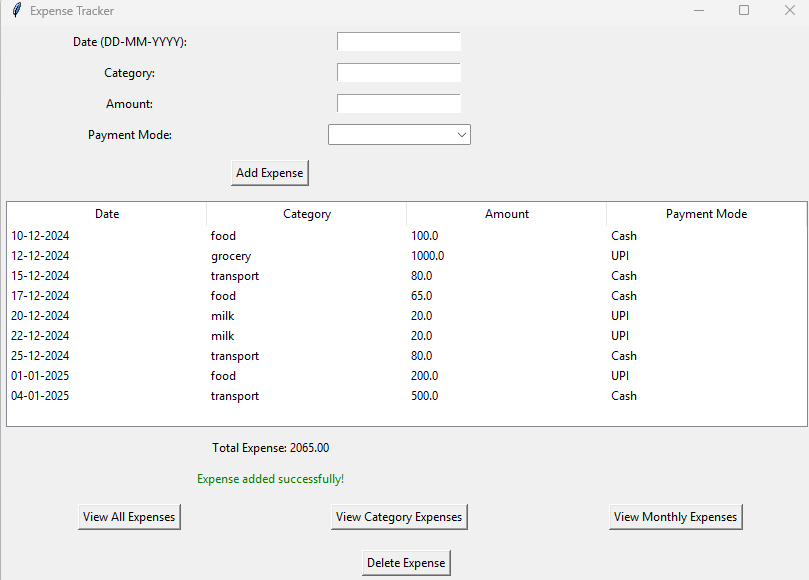 Expense Tracker
Date (DD-MM-YYYY):
Category:
Amount:
Payment Mode:
Add Expense
Date Category Amount Payment Mode
10-12-2024 food 100.0 Cash
12-12-2024 grocery 1000.0 UPI
15-12-2024 transport 80.0 Cash
17-12-2024 food 65.0 Cash
20-12-2024 milk 20.0 UPI
22-12-2024 milk 20.0 UPI
25-12-2024 transport 80.0 Cash
01-01-2025 food 200.0 UPI
04-01-2025 transport 500.0 Cash
Total Expense: 2065.00
Expense added successfully!
View All Expenses View Category Expenses View Monthly Expenses
Delete Expense